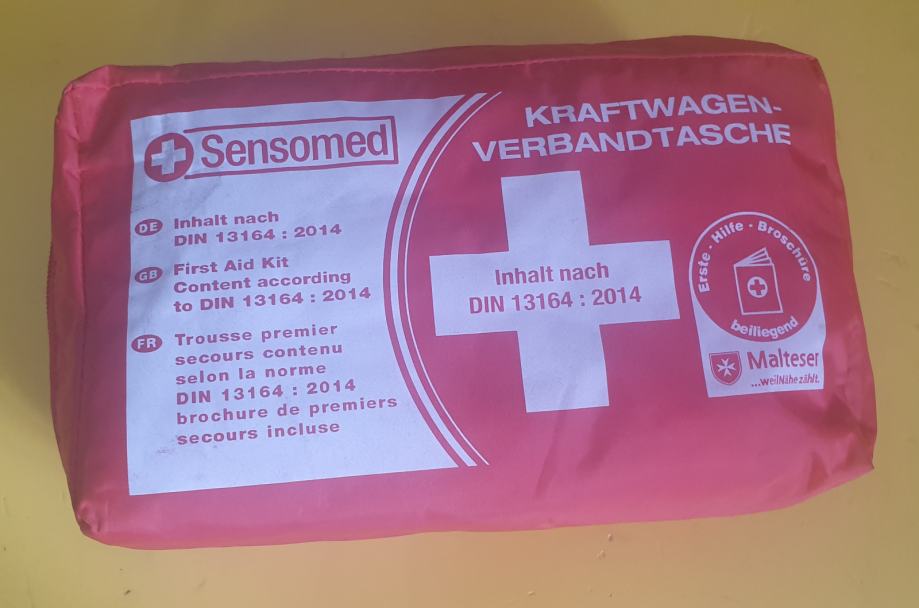 Sensomed
DE Inhalt nach
DIN 13164 : 2014
GB First Aid Kit
Content according
to DIN 13164 : 2014
FR Trousse premier
secours contenu
selon la norme
DIN 13164 : 2014
brochure de premiers
secours incluse
KRAFTWAGEN-
VERBANDTASCHE
Inhalt nach
DIN 13164 : 2014
Erste - Hilfe - Broschüre
beiliegend
Malteser
...weil Nähe zählt.